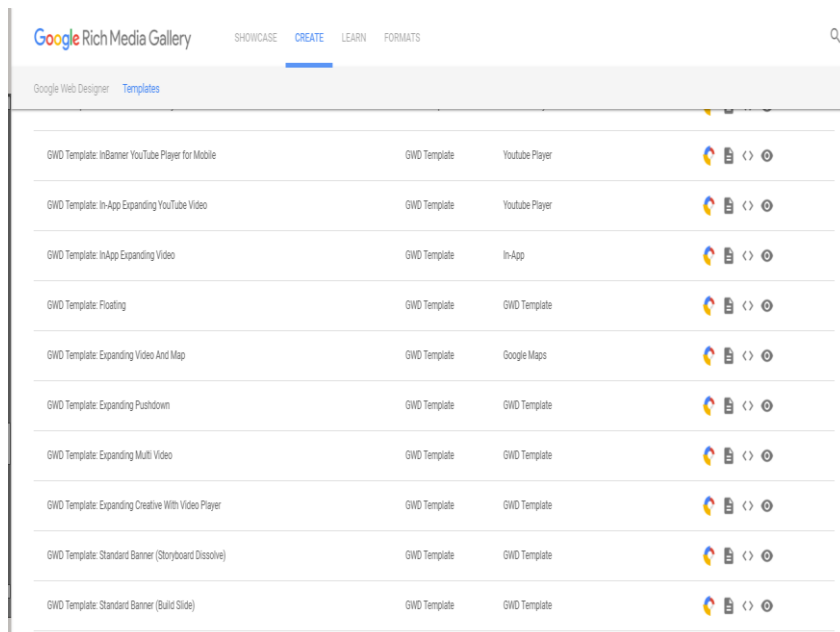 Google Rich Media Gallery SHOWCASE CREATE LEARN FORMATS
Google Web Designer Templates
GWD Template: InBanner YouTube Player for Mobile GWD Template Youtube Player
GWD Template: In-App Expanding YouTube Video GWD Template Youtube Player
GWD Template: InApp Expanding Video GWD Template In-App
GWD Template: Floating GWD Template GWD Template
GWD Template: Expanding Video And Map GWD Template Google Maps
GWD Template: Expanding Pushdown GWD Template GWD Template
GWD Template: Expanding Multi Video GWD Template GWD Template
GWD Template: Expanding Creative With Video Player GWD Template GWD Template
GWD Template: Standard Banner (Storyboard Dissolve) GWD Template GWD Template
GWD Template: Standard Banner (Build Slide) GWD Template GWD Template